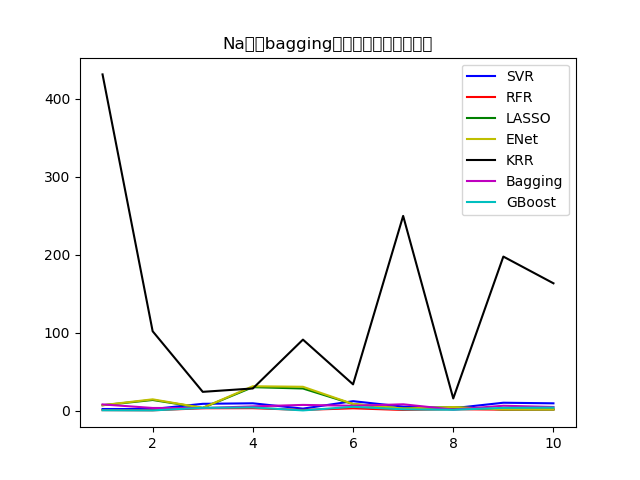 Na bagging
SVR
RFR
LASSO
ENet
KRR
Bagging
GBoost
400
300
200
100
0
2
4
6
8
10